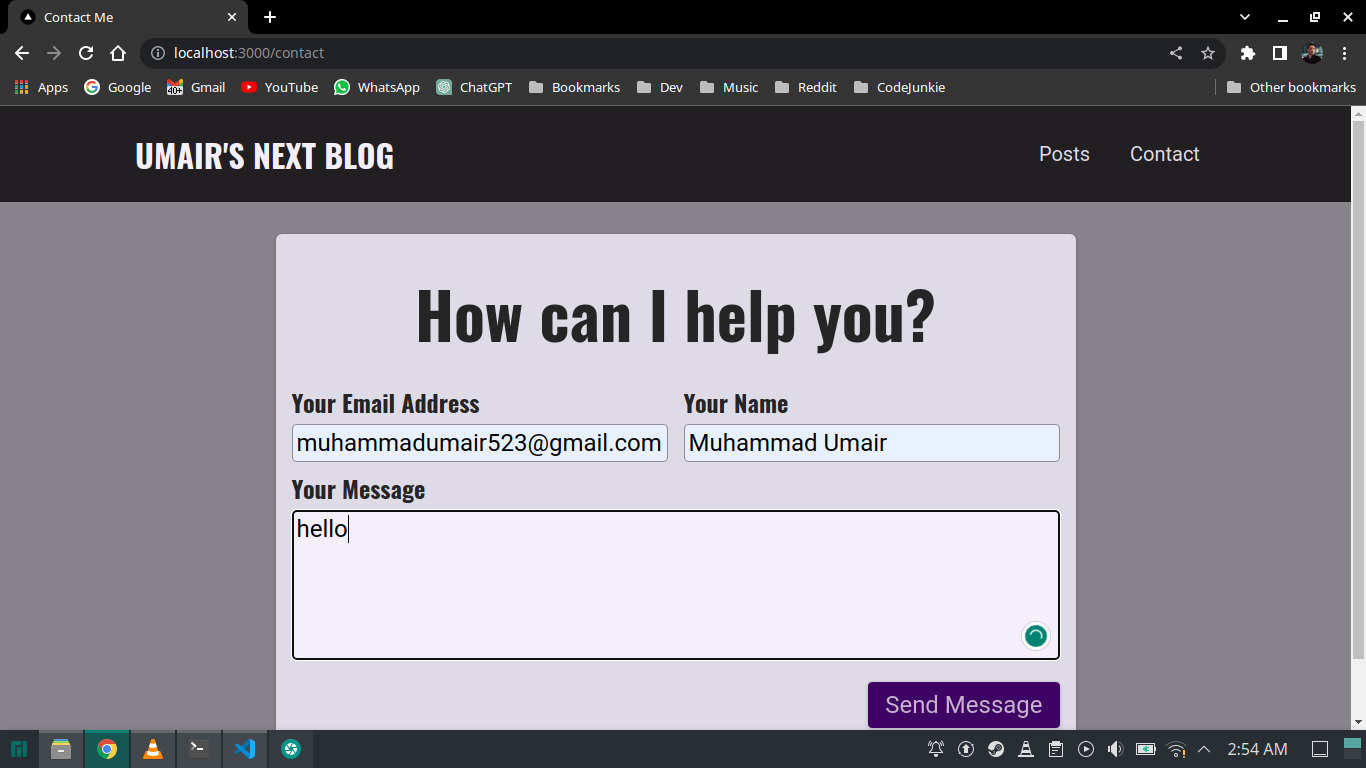 Contact Me
localhost:3000/contact
Apps Google 40+ Gmail YouTube WhatsApp ChatGPT Bookmarks Dev Music Reddit CodeJunkie Other bookmarks
UMAIR'S NEXT BLOG Posts Contact
How can I help you?
Your Email Address Your Name
muhammadumair523@gmail.com Muhammad Umair
Your Message
hello
Send Message
2:54 AM